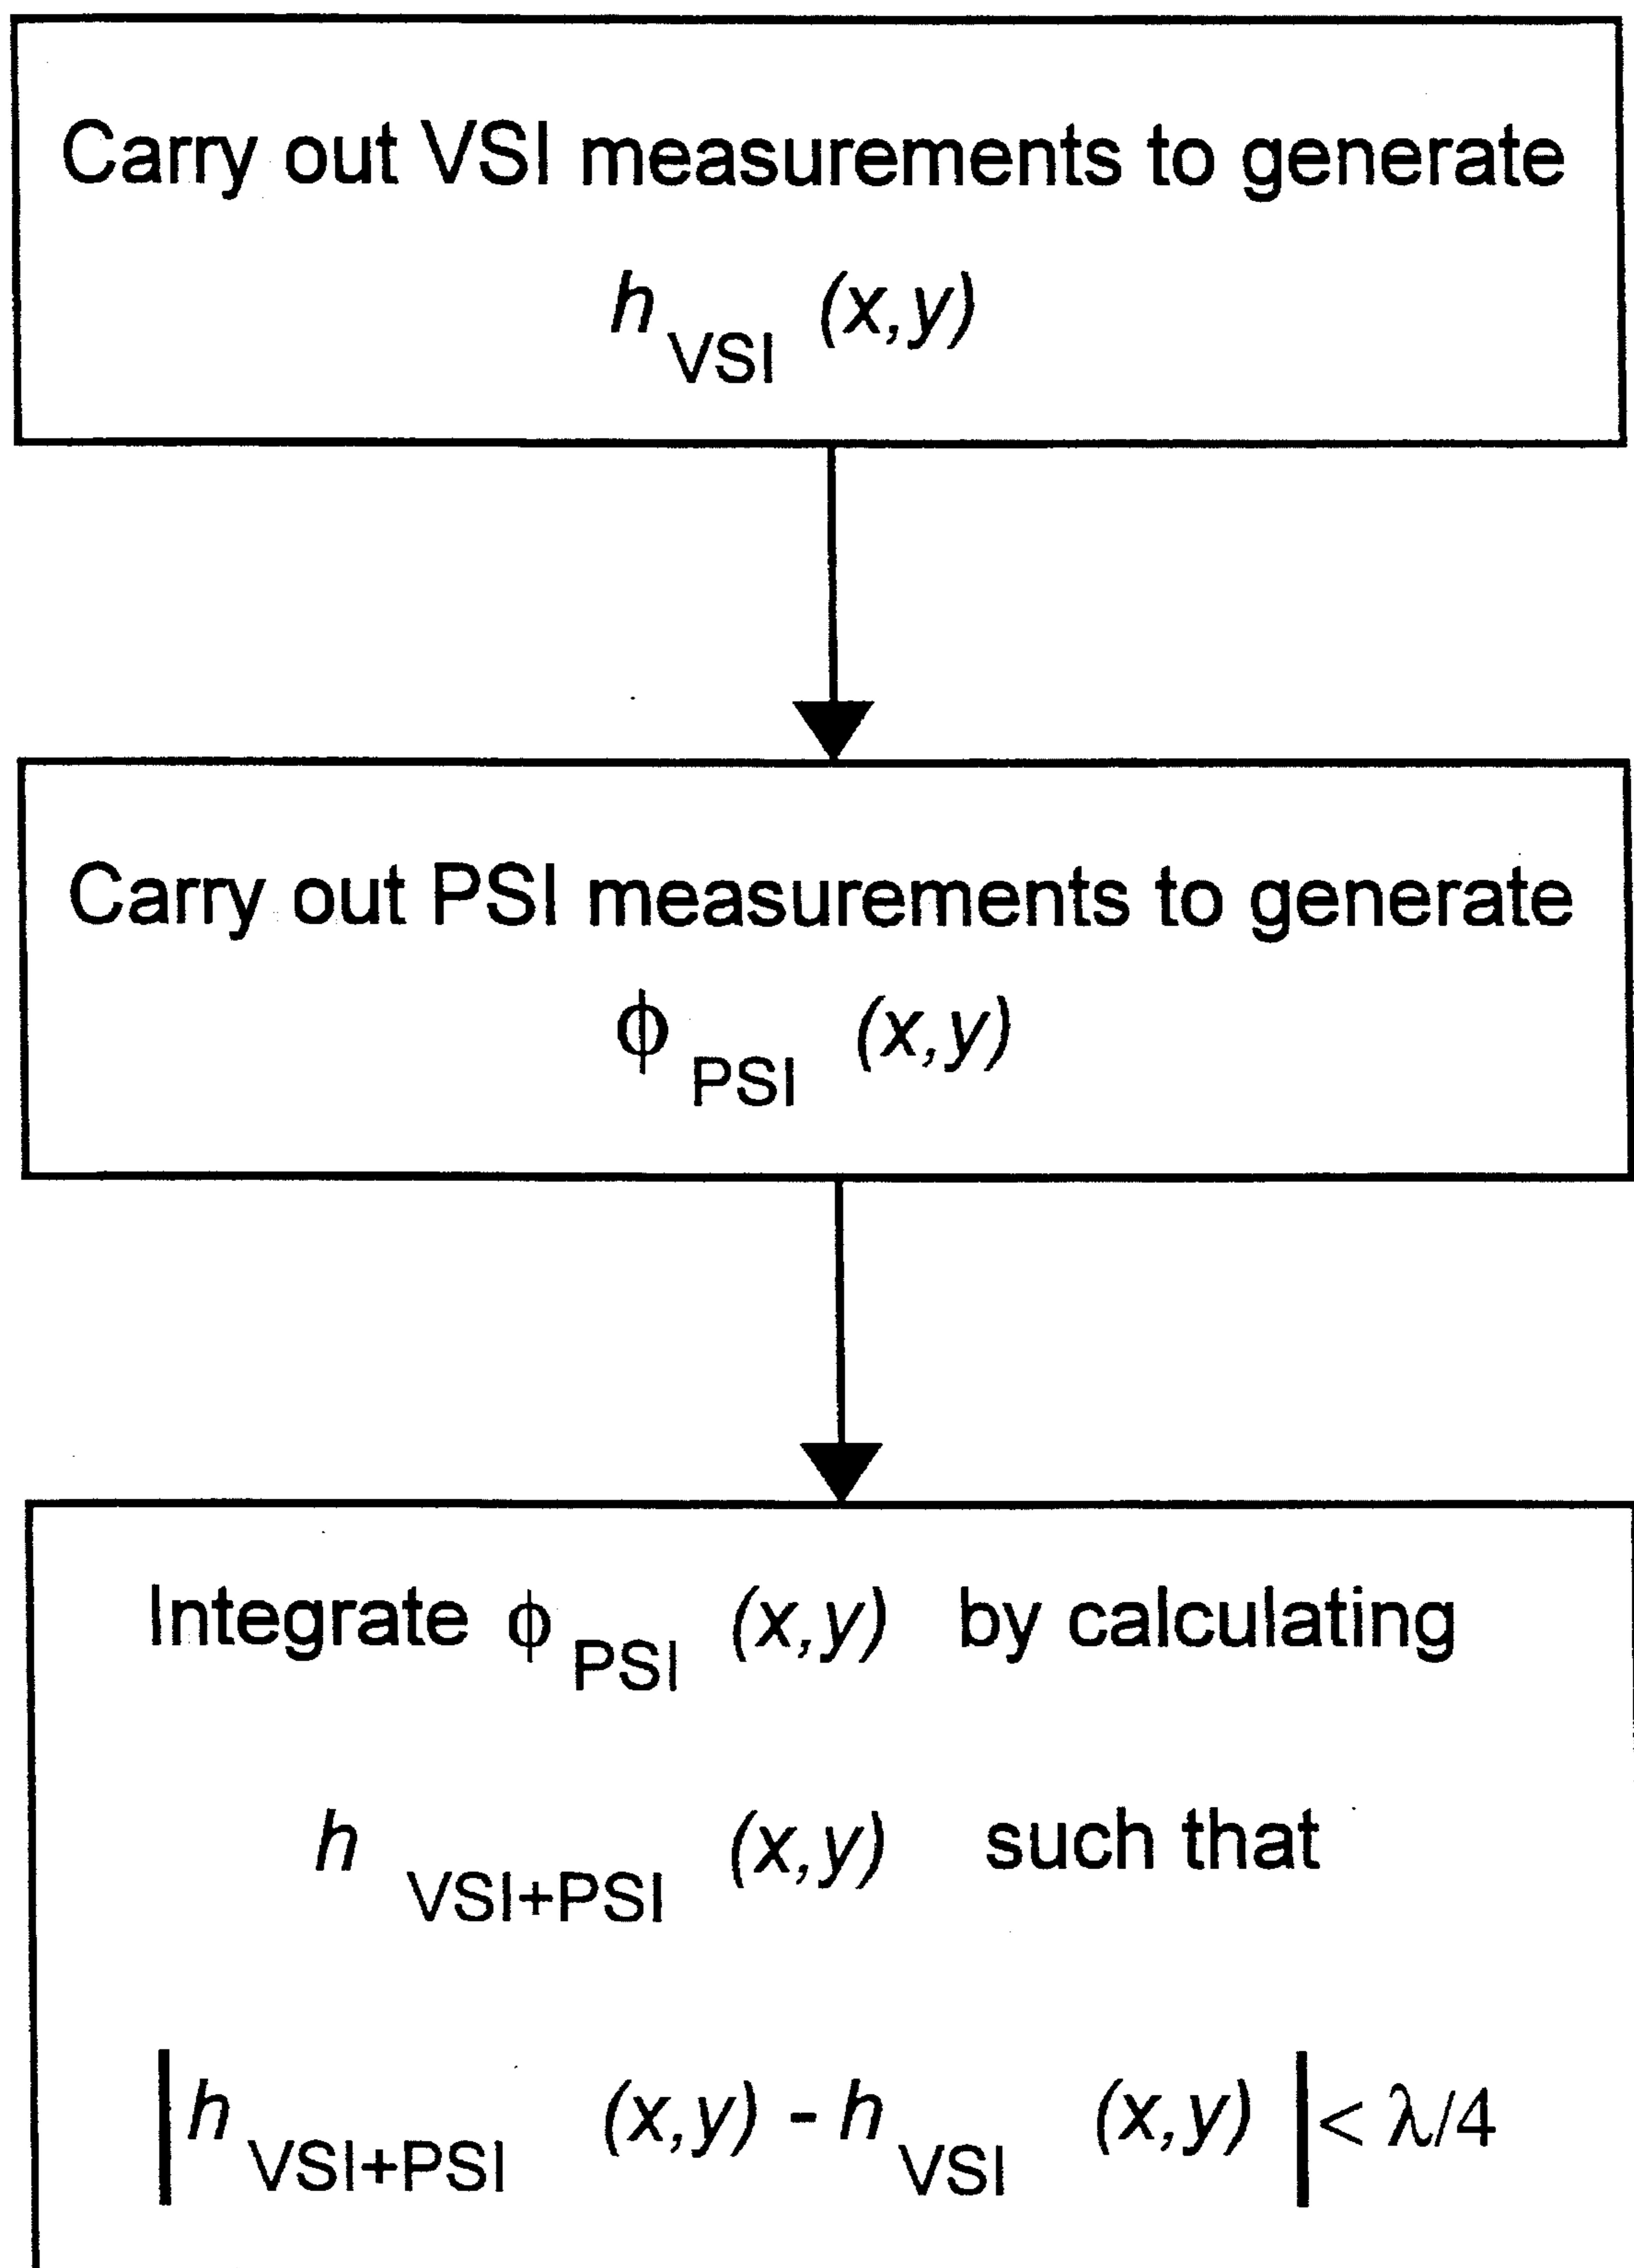 Carry out VSI measurements to generate
h VSI (x,y)
Carry out PSI measurements to generate
ϕ PSI (x,y)
Integrate ϕ PSI (x,y) by calculating
h VSI+PSI (x,y) such that
|h VSI+PSI (x,y) - h VSI (x,y) |< λ/4